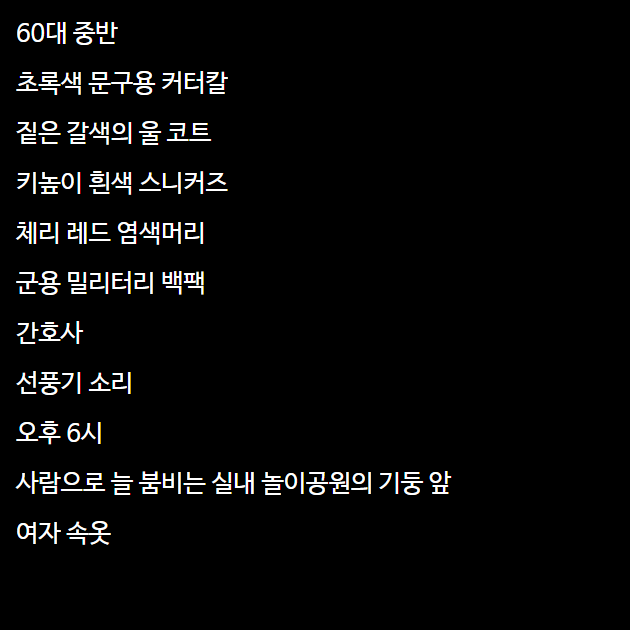 60대 중반
초록색 문구용 커터칼
짙은 갈색의 울 코트
키높이 흰색 스니커즈
체리 레드 염색머리
군용 밀리터리 백팩
간호사
선풍기 소리
오후 6시
사람으로 늘 붐비는 실내 놀이공원의 기둥 앞
여자 속옷